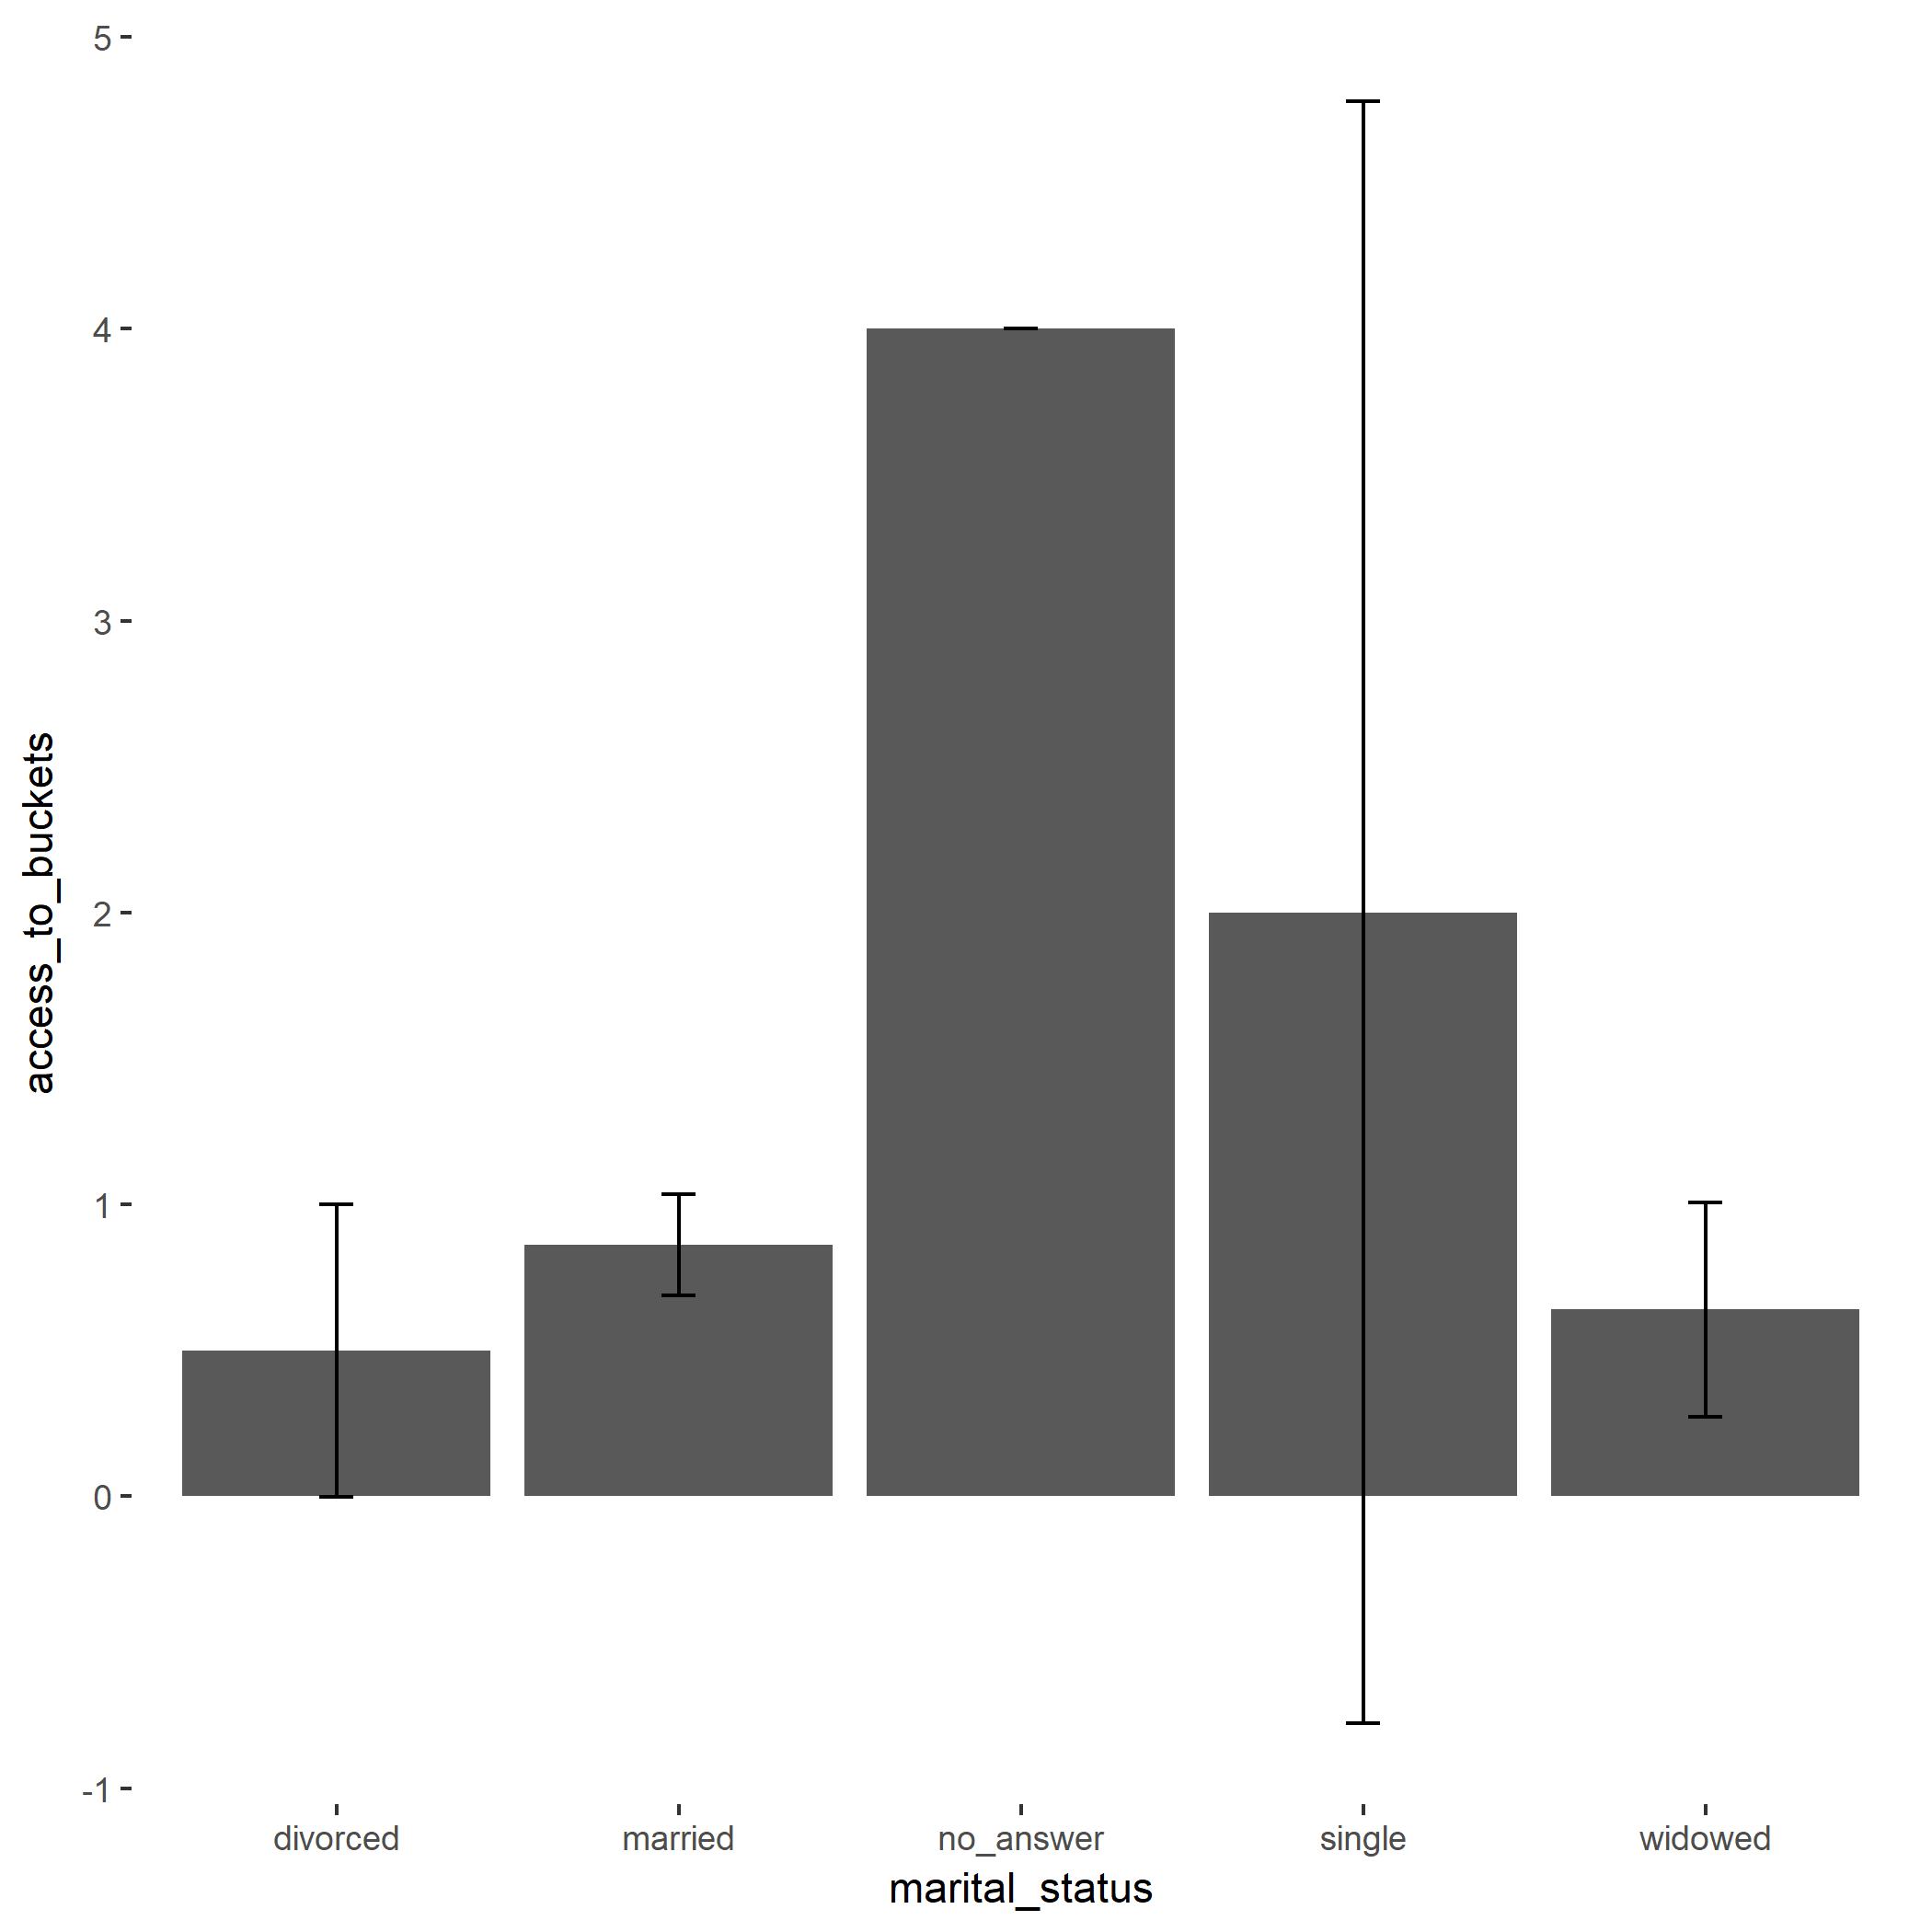 5
4
3
2
1
0
-1
access_to_buckets
divorced married no_answer single widowed
marital_status